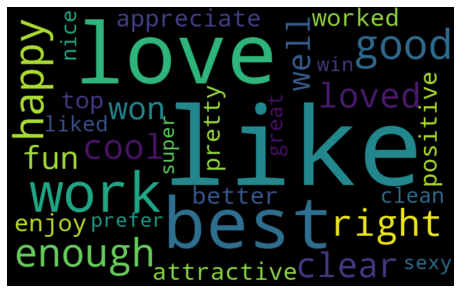 happy
nice
love
appreciate
well
worked
good
win
top
won
liked
cool
super
pretty
great
loved
positive
fun
like
work
better
best
clean
right
enjoy
prefer
enough
attractive
clear
sexy